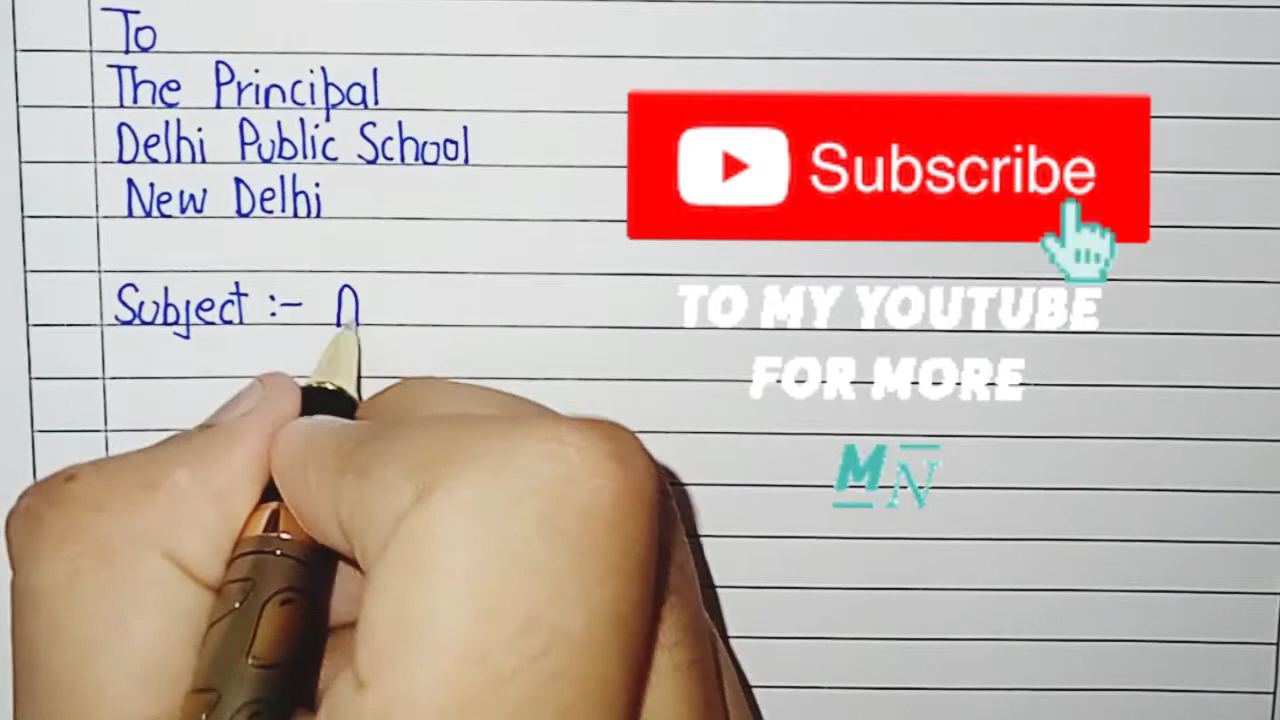 To
The Principal
Delhi Public School
New Delhi
Subject :-
Subscribe
TO MY YOUTUBE
FOR MORE
MN